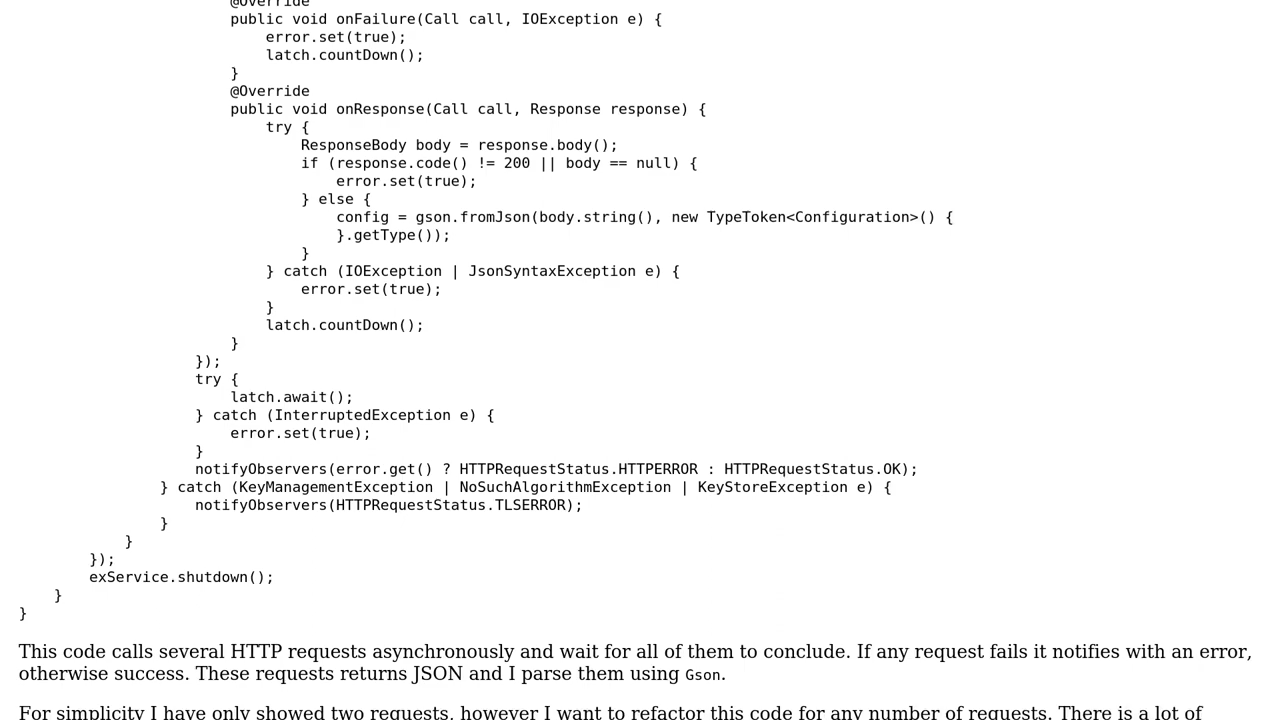 @Override
public void onFailure(Call call, IOException e) {
error.set(true);
latch.countDown();
}
@Override
public void onResponse(Call call, Response response) {
try {
ResponseBody body = response.body();
if (response.code() != 200 || body == null) {
error.set(true);
} else {
config = gson.fromJson(body.string(), new TypeToken<Configuration>() {
}.getType());
}
} catch (IOException | JsonSyntaxException e) {
error.set(true);
}
latch.countDown();
}
});
try {
latch.await();
} catch (InterruptedException e) {
error.set(true);
}
notifyObservers(error.get() ? HTTPRequestStatus.HTTPERROR : HTTPRequestStatus.OK);
} catch (KeyManagementException | NoSuchAlgorithmException | KeyStoreException e) {
notifyObservers(HTTPRequestStatus.TLSERROR);
}
}
});
exService.shutdown();
}
}
This code calls several HTTP requests asynchronously and wait for all of them to conclude. If any request fails it notifies with an error,
otherwise success. These requests returns JSON and I parse them using Gson.
For simplicity I have only showed two requests, however I want to refactor this code for any number of requests. There is a lot of